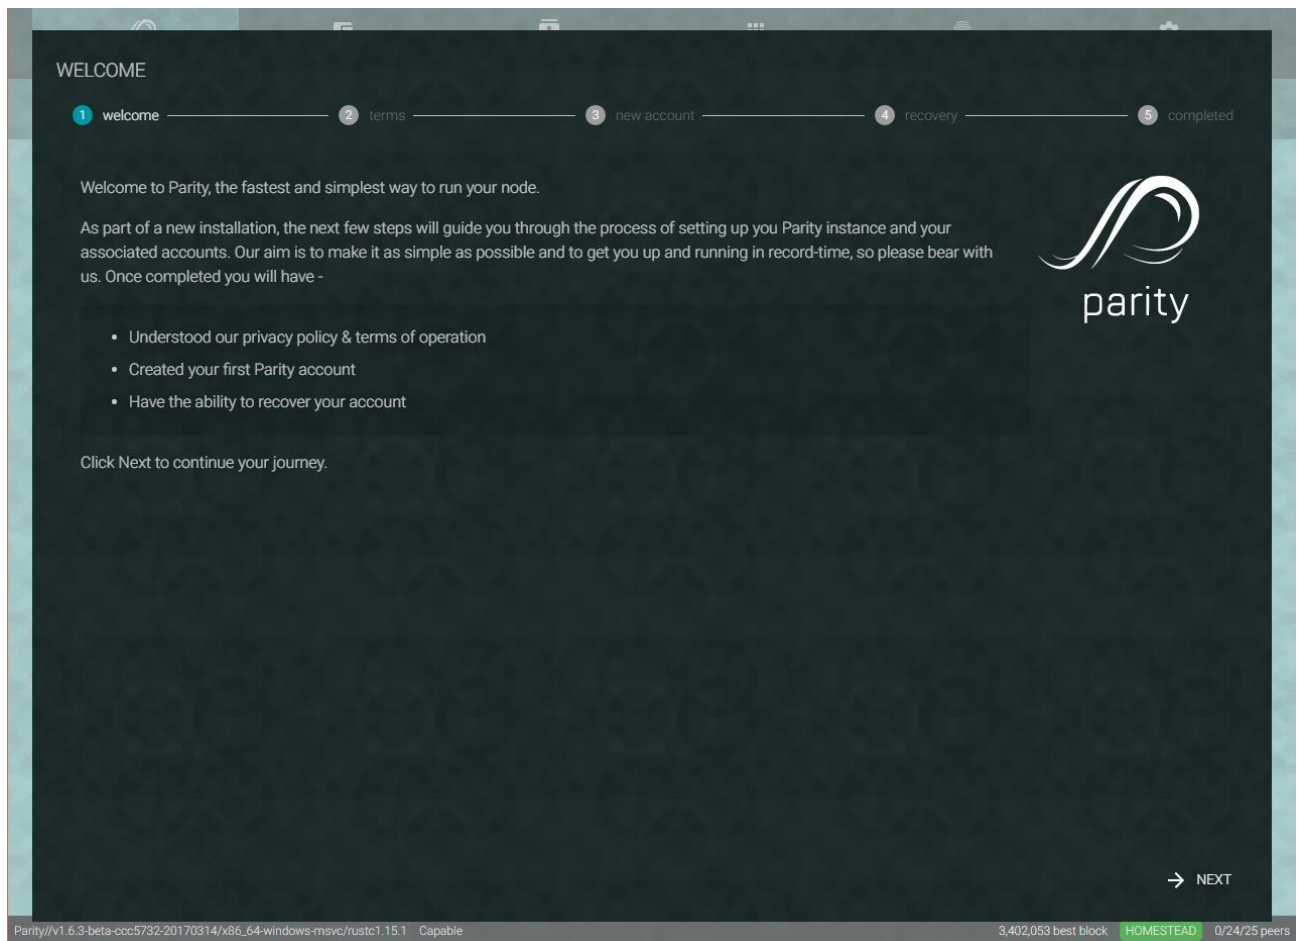 WELCOME
1 welcome 2 terms 3 new account 4 recovery 5 completed
Welcome to Parity, the fastest and simplest way to run your node.
As part of a new installation, the next few steps will guide you through the process of setting up you Parity instance and your
associated accounts. Our aim is to make it as simple as possible and to get you up and running in record-time, so please bear with
us. Once completed you will have -
parity
• Understood our privacy policy & terms of operation
• Created your first Parity account
• Have the ability to recover your account
Click Next to continue your journey.
→ NEXT
Parity//v1.6.3-beta-ccc5732-20170314/x86_64-windows-msvc/rustc1.15.1 Capable 3,402,053 best block HOMESTEAD 0/24/25 peers